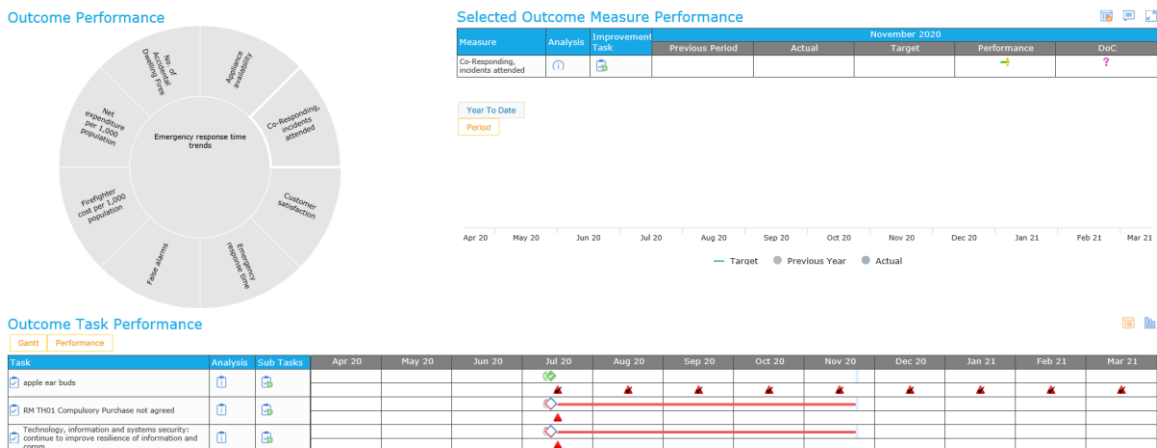 Outcome Performance
No. of
Accidental
Dwelling Fires
Appliance
availability
Co-Responding,
incidents
attended
Customer
satisfaction
Emergency
response time
False alarms
Firefighter
cost per 1,000
population
Net
expenditure
per 1,000
population
Emergency response time
trends
Selected Outcome Measure Performance
Measure Analysis Improvement Task November 2020
Previous Period Actual Target Performance DoC
Co-Responding,
incidents attended ?
Year To Date
Period
Apr 20 May 20 Jun 20 Jul 20 Aug 20 Sep 20 Oct 20 Nov 20 Dec 20 Jan 21 Feb 21 Mar 21
Target Previous Year Actual
Outcome Task Performance
Gantt Performance
Task Analysis Sub Tasks Apr 20 May 20 Jun 20 Jul 20 Aug 20 Sep 20 Oct 20 Nov 20 Dec 20 Jan 21 Feb 21 Mar 21
apple ear buds
RM TH01 Compulsory Purchase not agreed
Technology, information and systems security:
continue to improve resilience of information and
comm